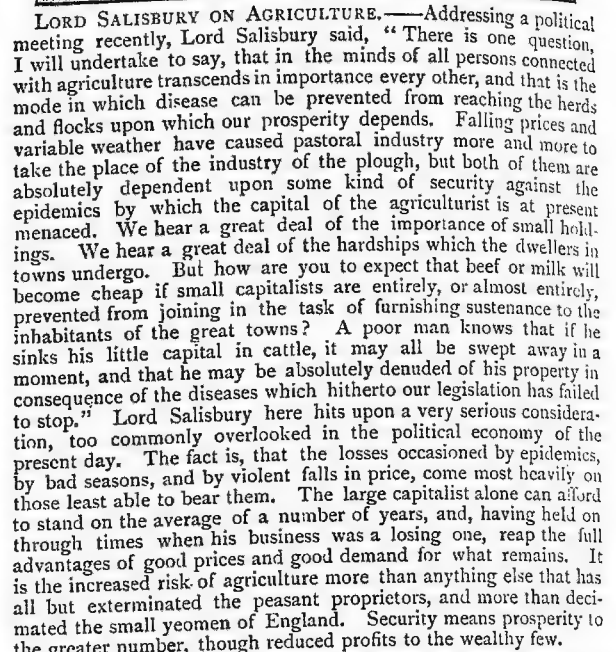 LORD SALISBURY ON AGRICULTURE.——Addressing a political
meeting recently, Lord Salisbury said, "There is one question,
I will undertake to say, that in the minds of all persons connected
with agriculture transcends in importance every other, and that is the
mode in which disease can be prevented from reaching the herds
and flocks upon which our prosperity depends. Falling prices and
variable weather have caused pastoral industry more and more to
take the place of the industry of the plough, but both of them are
absolutely dependent upon some kind of security against the
epidemics by which the capital of the agriculturist is at present
menaced. We hear a great deal of the importance of small hold-
ings. We hear a great deal of the hardships which the dwellers in
towns undergo. But how are you to expect that beef or milk will
become cheap if small capitalists are entirely, or almost entirely,
prevented from joining in the task of furnishing sustenance to the
inhabitants of the great towns? A poor man knows that if he
sinks his little capital in cattle, it may all be swept away in a
moment, and that he may be absolutely denuded of his property in
consequence of the diseases which hitherto our legislation has failed
to stop." Lord Salisbury here hits upon a very serious considera-
tion, too commonly overlooked in the political economy of the
present day. The fact is, that the losses occasioned by epidemics,
by bad seasons, and by violent falls in price, come most heavily on
those least able to bear them. The large capitalist alone can afford
to stand on the average of a number of years, and, having held on
through times when his business was a losing one, reap the full
advantages of good prices and good demand for what remains. It
is the increased risk of agriculture more than anything else that has
all but exterminated the peasant proprietors, and more than deci-
mated the small yeomen of England. Security means prosperity to
the greater number, though reduced profits to the wealthy few.